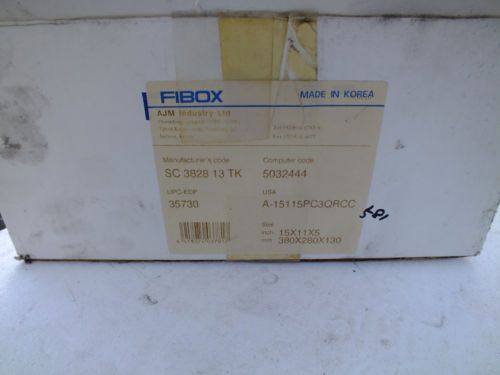 FIBOX MADE IN KOREA
AJM Industry Ltd
Manufacturer's code Computer code
SC 3828 13 TK 5032444
UPC-EDP USA
35730 A-15115PC3QRCC
Size
inch 15X11X5
mm 380X280X130